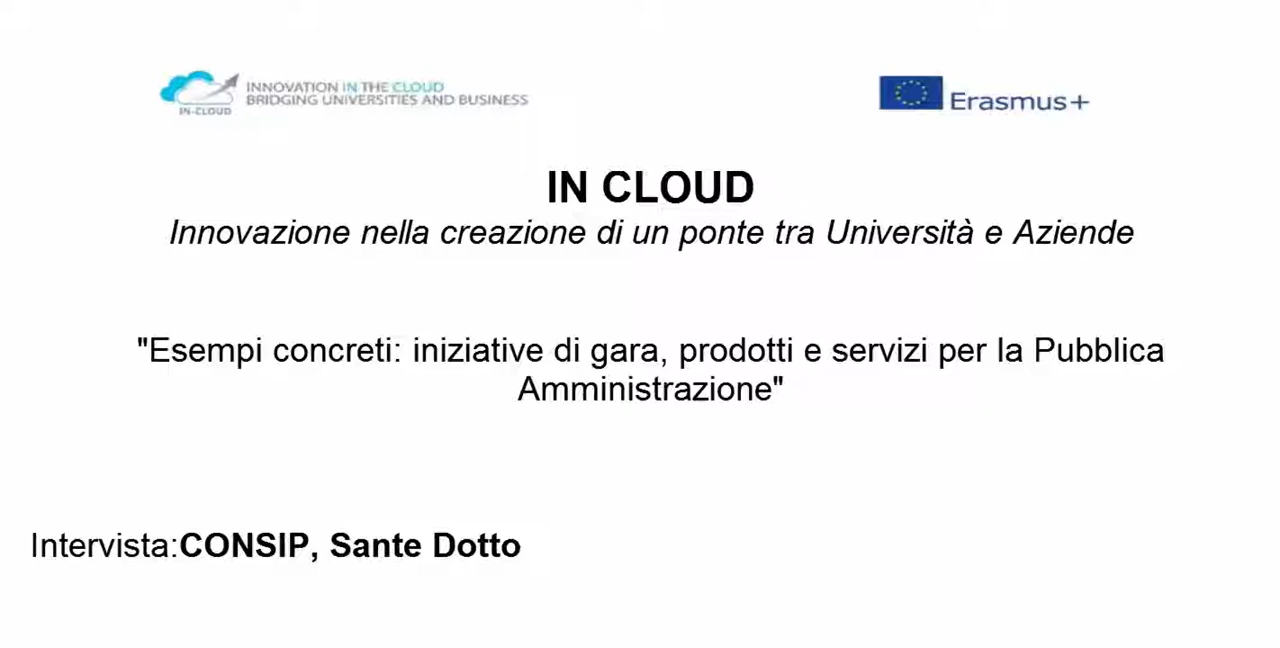 INNOVATION IN THE CLOUD
BRIDGING UNIVERSITIES AND BUSINESS
IN-CLOUD
Erasmus+
IN CLOUD
Innovazione nella creazione di un ponte tra Università e Aziende
"Esempi concreti: iniziative di gara, prodotti e servizi per la Pubblica
Amministrazione"
Intervista:CONSIP, Sante Dotto